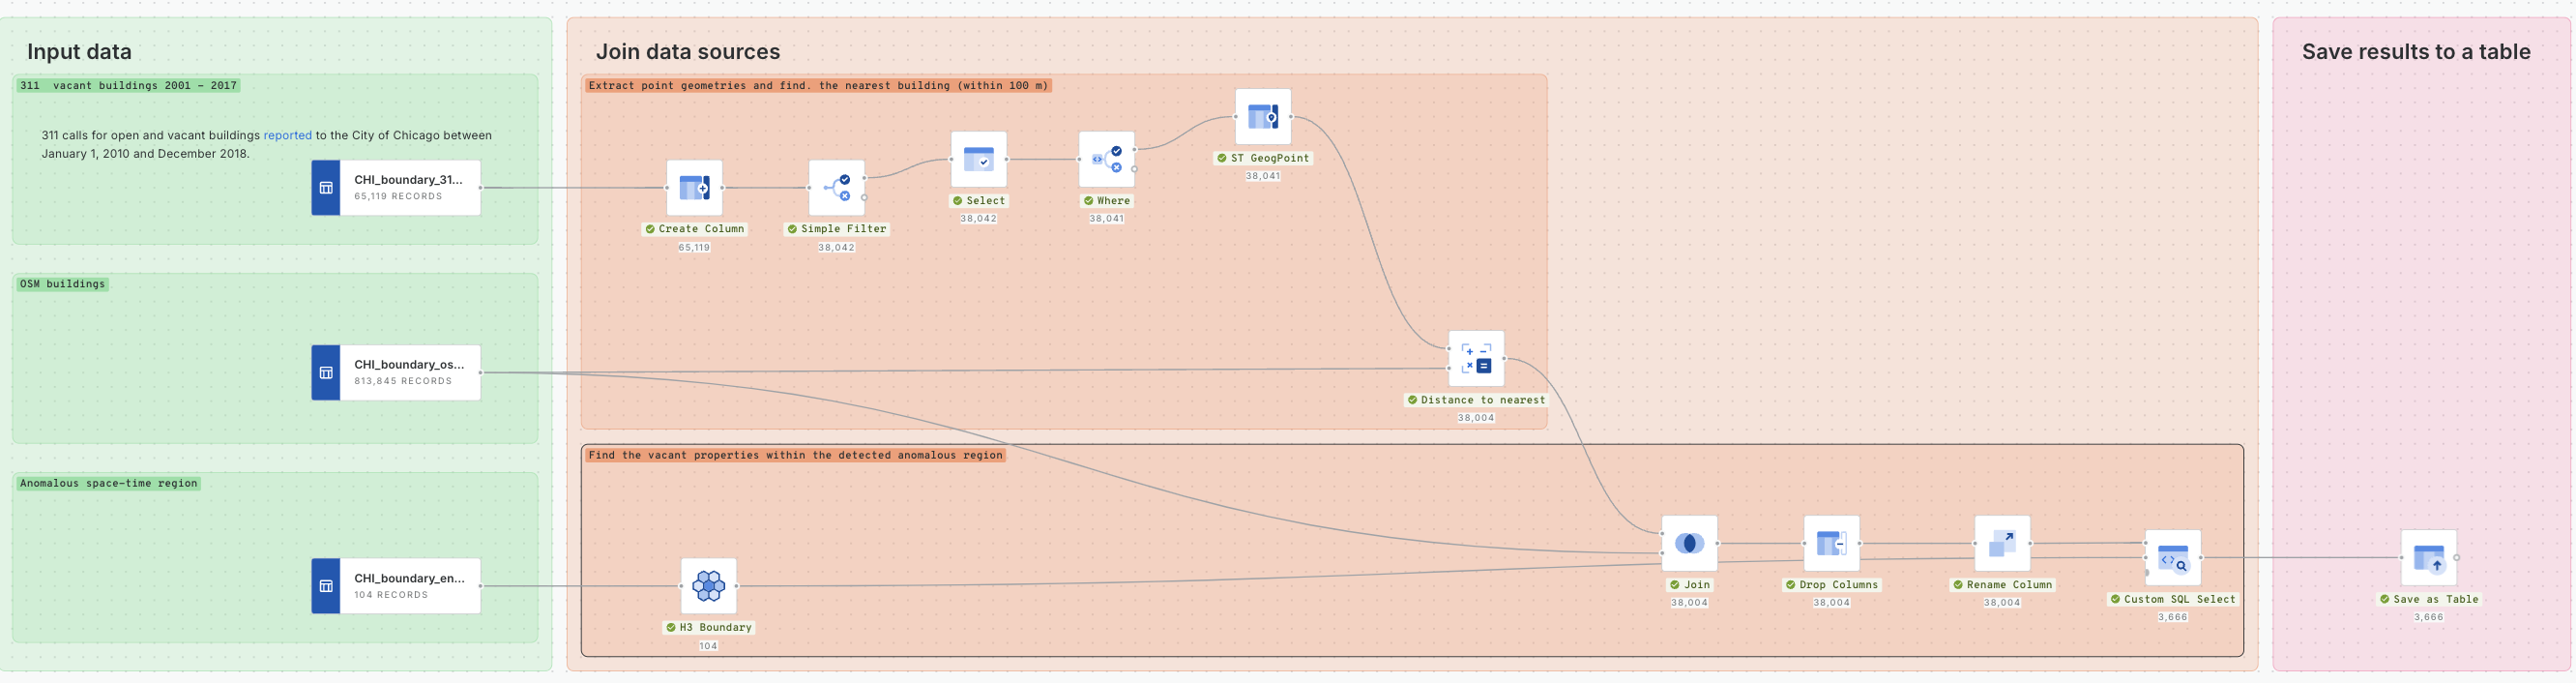 Input data
311 vacant buildings 2001 – 2017
311 calls for open and vacant buildings reported to the City of Chicago between
January 1, 2010 and December 2018.
CHI_boundary_31...
65,119 RECORDS
OSM buildings
CHI_boundary_os...
813,845 RECORDS
Anomalous space-time region
CHI_boundary_en...
104 RECORDS
Join data sources
Extract point geometries and find. the nearest building (within 100 m)
Create Column
65,119
Simple Filter
38,042
Select
38,042
Where
38,041
ST GeogPoint
38,041
Distance to nearest
38,004
Find the vacant properties within the detected anomalous region
H3 Boundary
104
Join
38,004
Drop Columns
38,004
Rename Column
38,004
Custom SQL Select
3,666
Save results to a table
Save as Table
3,666